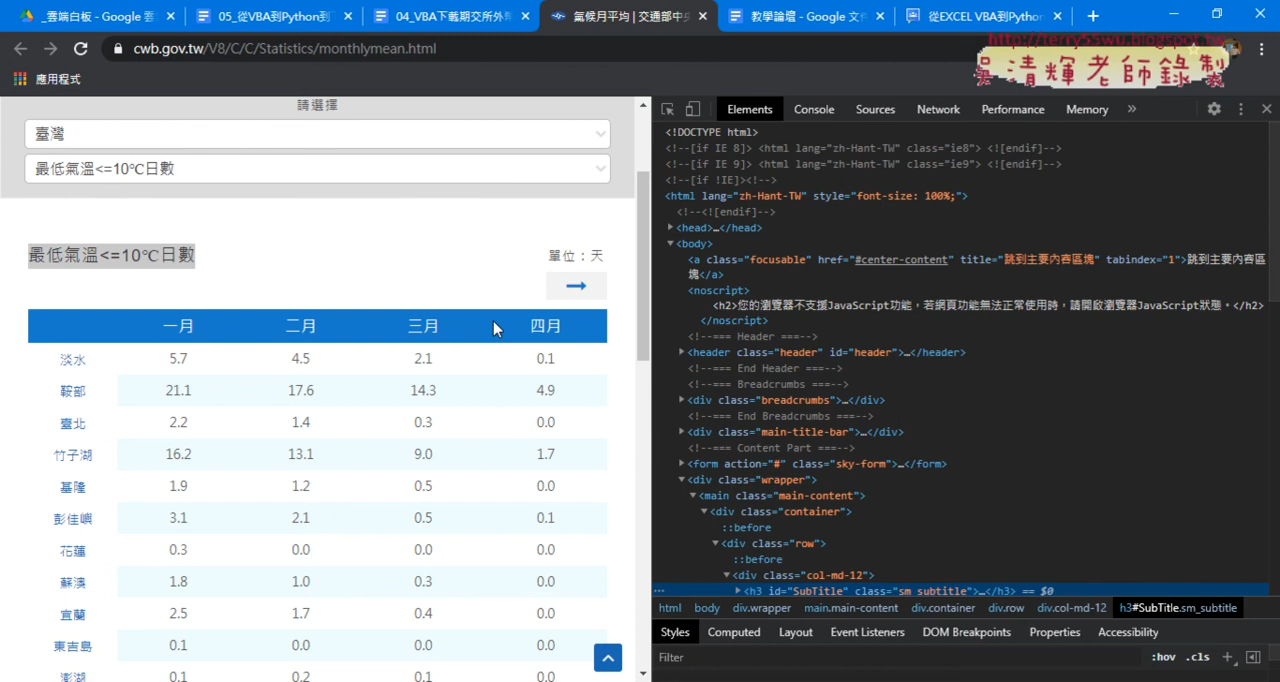 _雲端白板 - Google 雲
05_從VBA到Python到
04_VBA下載期交所外
氣候月平均 | 交通部中央
教學論壇 - Google 文件
從EXCEL VBA到Python
cwb.gov.tw/V8/C/C/Statistics/monthlymean.html
http://terry55wu.blogspot.tw
吳清輝老師錄製
應用程式
請選擇
臺灣
最低氣溫<=10℃日數
最低氣溫<=10℃日數
單位：天
一月 二月 三月 四月
淡水 5.7 4.5 2.1 0.1
鞍部 21.1 17.6 14.3 4.9
臺北 2.2 1.4 0.3 0.0
竹子湖 16.2 13.1 9.0 1.7
基隆 1.9 1.2 0.5 0.0
彭佳嶼 3.1 2.1 0.5 0.1
花蓮 0.3 0.0 0.0 0.0
蘇澳 1.8 1.0 0.3 0.0
宜蘭 2.5 1.7 0.4 0.0
東吉島 0.1 0.0 0.0 0.0
澎湖 0.1 0.2 0.1 0.0
Elements Console Sources Network Performance Memory »
<!DOCTYPE html>
<!--[if IE 8]> <html lang="zh-Hant-TW" class="ie8"> <![endif]-->
<!--[if IE 9]> <html lang="zh-Hant-TW" class="ie9"> <![endif]-->
<!--[if !IE]><!-->
<html lang="zh-Hant-TW" style="font-size: 100%;">
<!--<![endif]-->
<head>…</head>
<body>
<a class="focusable" href="#center-content" title="跳到主要內容區塊" tabindex="1">跳到主要內容區
塊</a>
<noscript>
<h2>您的瀏覽器不支援JavaScript功能，若網頁功能無法正常使用時，請開啟瀏覽器JavaScript狀態。</h2>
</noscript>
<!--=== Header ===-->
<header class="header" id="header">…</header>
<!--=== End Header ===-->
<!--=== Breadcrumbs ===-->
<div class="breadcrumbs">…</div>
<!--=== End Breadcrumbs ===-->
<div class="main-title-bar">…</div>
<!--=== Content Part ===-->
<form action="#" class="sky-form">…</form>
<div class="wrapper">
<main class="main-content">
<div class="container">
::before
<div class="row">
::before
<div class="col-md-12">
<h3 id="SubTitle" class="sm_subtitle">…</h3> == $0
html body div.wrapper main.main-content div.container div.row div.col-md-12 h3#SubTitle.sm_subtitle
Styles Computed Layout Event Listeners DOM Breakpoints Properties Accessibility
Filter :hov .cls